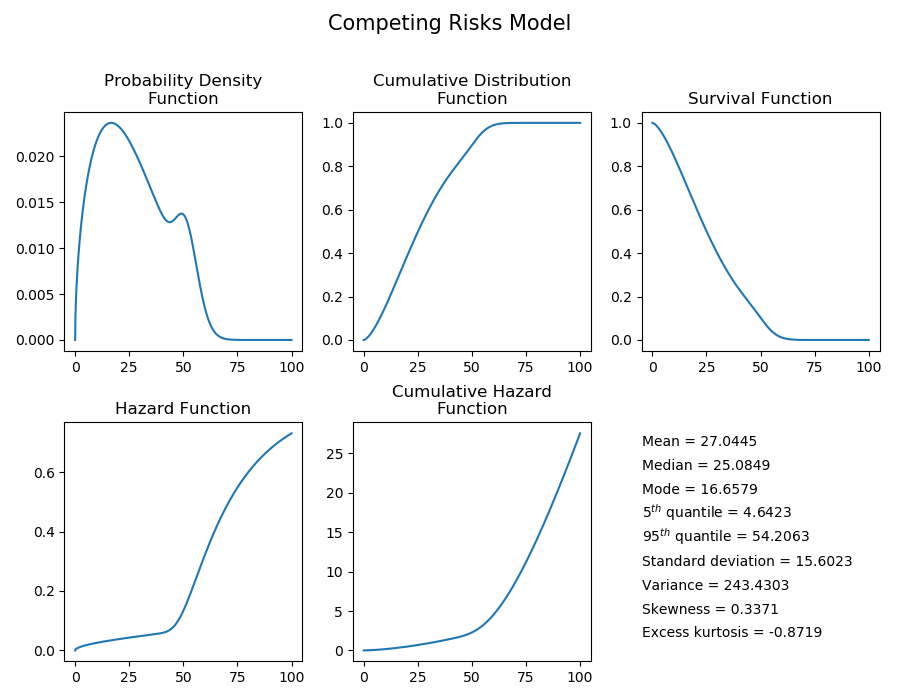 Competing Risks Model
Probability Density
Function
0.020
0.015
0.010
0.005
0.000
0 25 50 75 100
Cumulative Distribution
Function
1.0
0.8
0.6
0.4
0.2
0.0
0 25 50 75 100
Survival Function
1.0
0.8
0.6
0.4
0.2
0.0
0 25 50 75 100
Hazard Function
0.6
0.4
0.2
0.0
0 25 50 75 100
Cumulative Hazard
Function
25
20
15
10
5
0
0 25 50 75 100
Mean = 27.0445
Median = 25.0849
Mode = 16.6579
5th quantile = 4.6423
95th quantile = 54.2063
Standard deviation = 15.6023
Variance = 243.4303
Skewness = 0.3371
Excess kurtosis = -0.8719